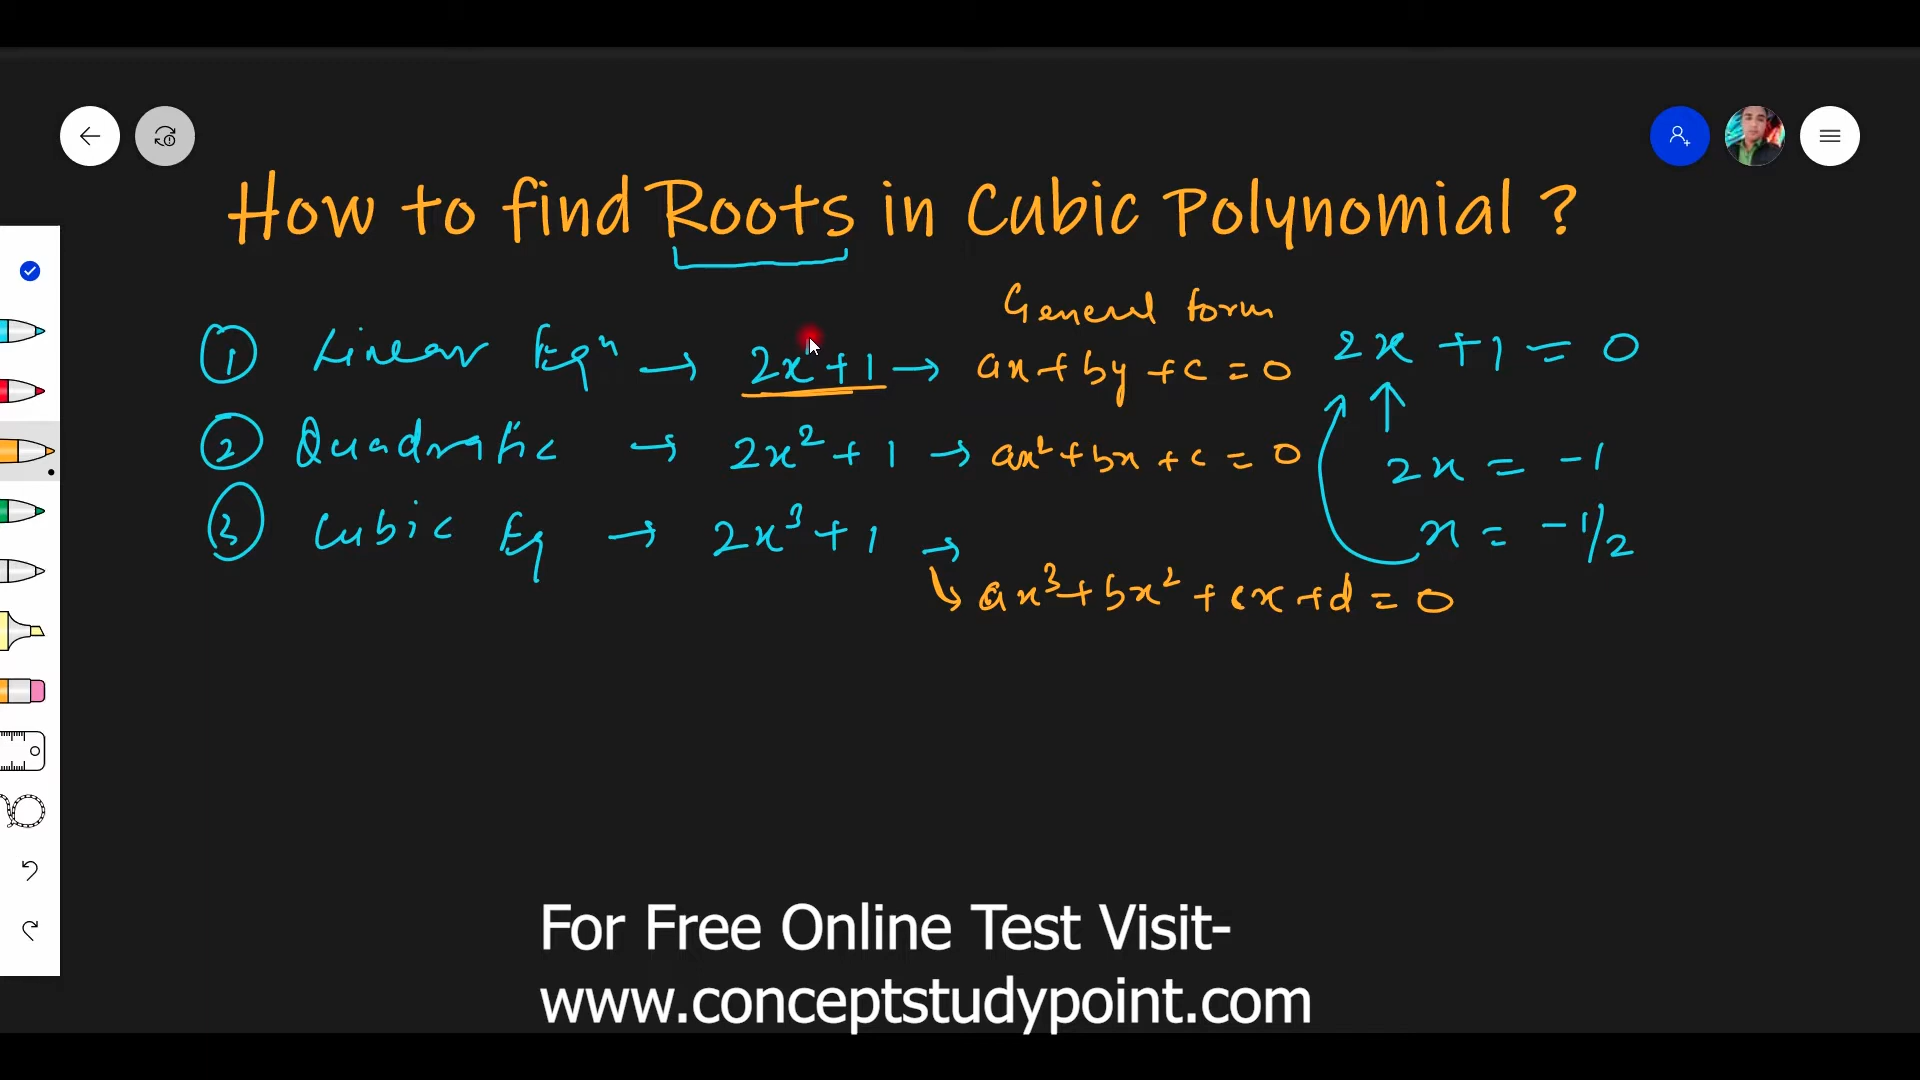 How to find Roots in Cubic Polynomial ?
General form
① Linear Eqⁿ → 2x¹+1 → ax+by+c=0
2x+1=0
② Quadratic → 2x²+1 → ax²+bx+c=0
2x = -1
③ Cubic Eq → 2x³+1 →
x = -1/2
↳ ax³+bx²+cx+d=0
For Free Online Test Visit-
www.conceptstudypoint.com